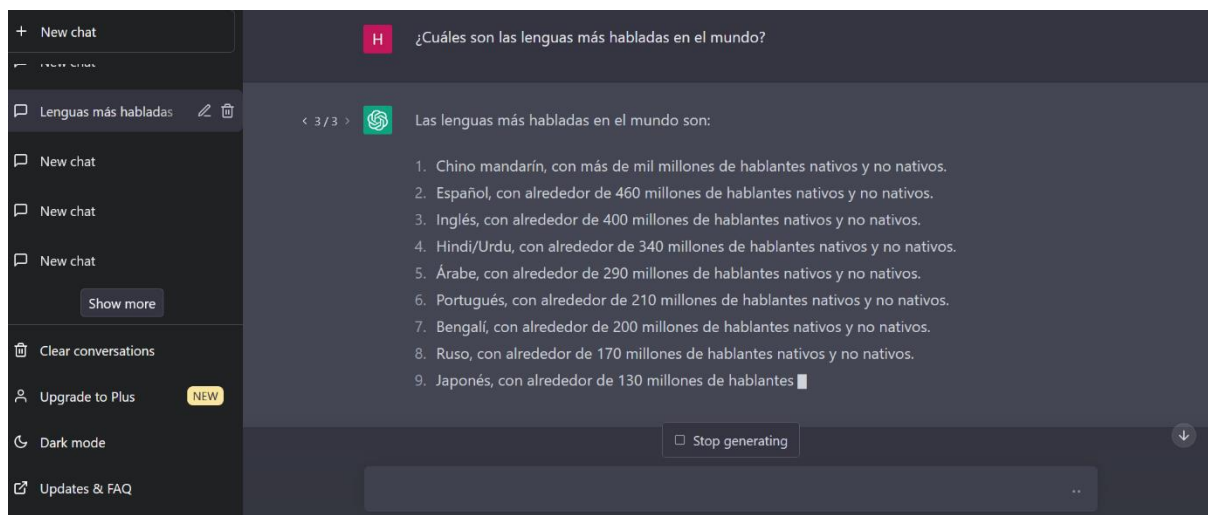 New chat
New chat
Lenguas más habladas
New chat
New chat
New chat
Show more
Clear conversations
Upgrade to Plus NEW
Dark mode
Updates & FAQ
H ¿Cuáles son las lenguas más habladas en el mundo?
< 3 / 3 > Las lenguas más habladas en el mundo son:
1. Chino mandarín, con más de mil millones de hablantes nativos y no nativos.
2. Español, con alrededor de 460 millones de hablantes nativos y no nativos.
3. Inglés, con alrededor de 400 millones de hablantes nativos y no nativos.
4. Hindi/Urdu, con alrededor de 340 millones de hablantes nativos y no nativos.
5. Árabe, con alrededor de 290 millones de hablantes nativos y no nativos.
6. Portugués, con alrededor de 210 millones de hablantes nativos y no nativos.
7. Bengalí, con alrededor de 200 millones de hablantes nativos y no nativos.
8. Ruso, con alrededor de 170 millones de hablantes nativos y no nativos.
9. Japonés, con alrededor de 130 millones de hablantes
Stop generating